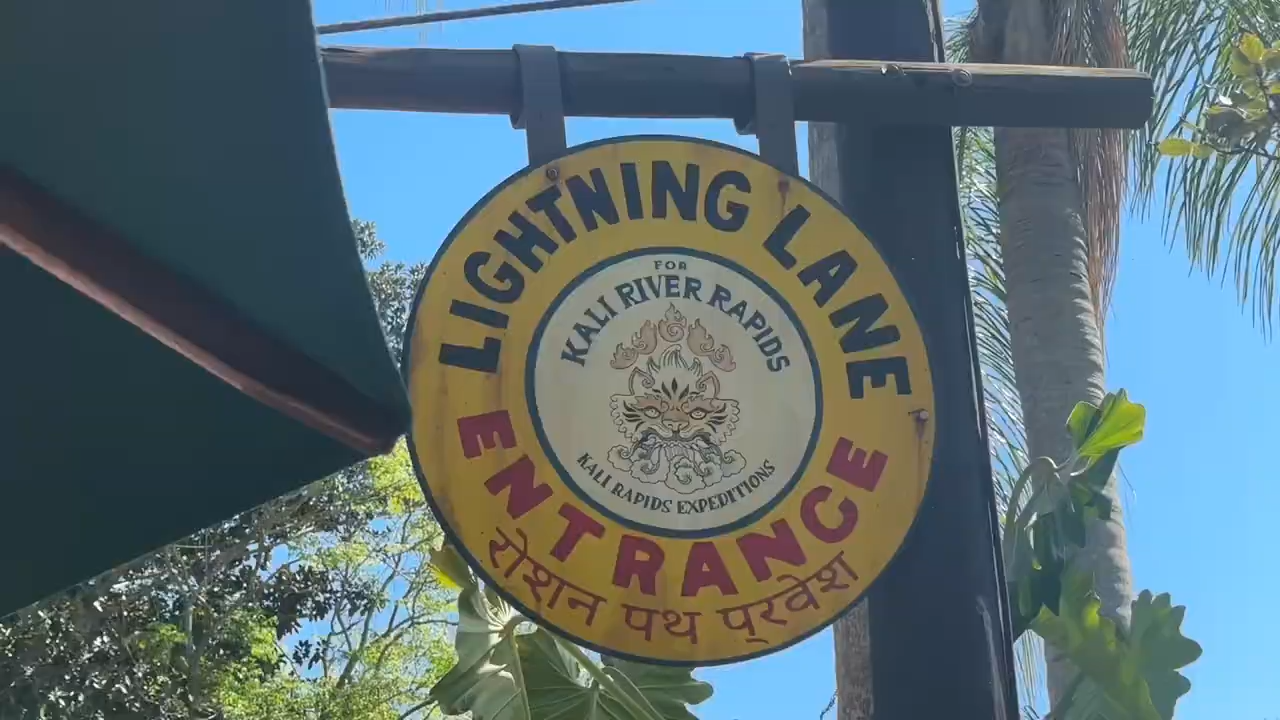 LIGHTNING LANE
FOR
KALI RIVER RAPIDS
KALI RAPIDS EXPEDITIONS
ENTRANCE
रोशन पथ प्रवेश